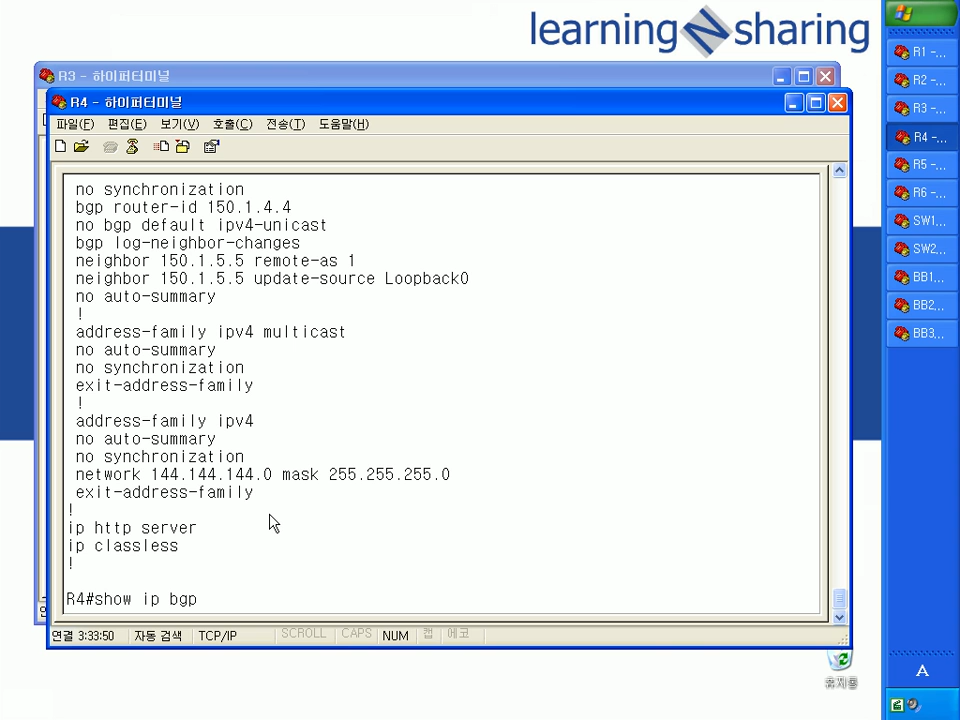 learning N sharing
R3 - 하이퍼터미널
R4 - 하이퍼터미널
파일(F) 편집(E) 보기(V) 호출(C) 전송(T) 도움말(H)
no synchronization
bgp router-id 150.1.4.4
no bgp default ipv4-unicast
bgp log-neighbor-changes
neighbor 150.1.5.5 remote-as 1
neighbor 150.1.5.5 update-source Loopback0
no auto-summary
!
address-family ipv4 multicast
no auto-summary
no synchronization
exit-address-family
!
address-family ipv4
no auto-summary
no synchronization
network 144.144.144.0 mask 255.255.255.0
exit-address-family
!
ip http server
ip classless
!
R4#show ip bgp
연결 3:33:50 자동 검색 TCP/IP SCROLL CAPS NUM 캡 에코
휴지통
R1 -...
R2 -...
R3 -...
R4 -...
R5 -...
R6 -...
SW1...
SW2...
BB1...
BB2...
BB3...
A